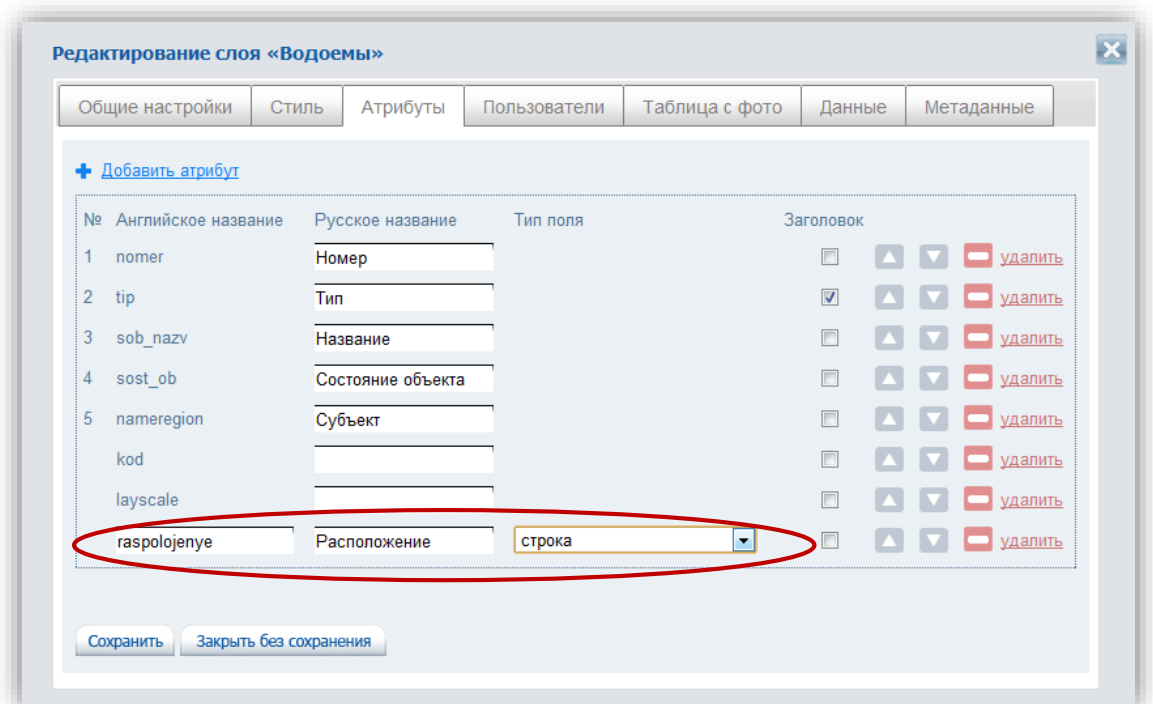 Редактирование слоя «Водоемы»
Общие настройки Стиль Атрибуты Пользователи Таблица с фото Данные Метаданные
Добавить атрибут
№ Английское название Русское название Тип поля Заголовок
1 nomer Номер удалить
2 tip Тип удалить
3 sob_nazv Название удалить
4 sost_ob Состояние объекта удалить
5 nameregion Субъект удалить
kod удалить
layscale удалить
raspolojenye Расположение строка удалить
Сохранить Закрыть без сохранения